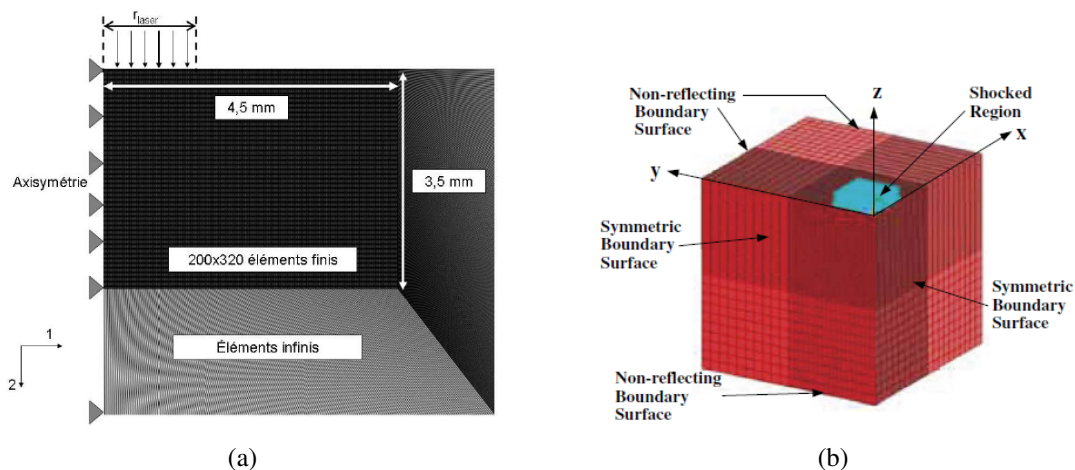 r laser
4,5 mm
Axisymétrie
3,5 mm
200x320 éléments finis
Éléments infinis
1
2
(a)
Non-reflecting
Boundary
Surface
z
Shocked
Region
x
y
Symmetric
Boundary
Surface
Symmetric
Boundary
Surface
Non-reflecting
Boundary
Surface
(b)